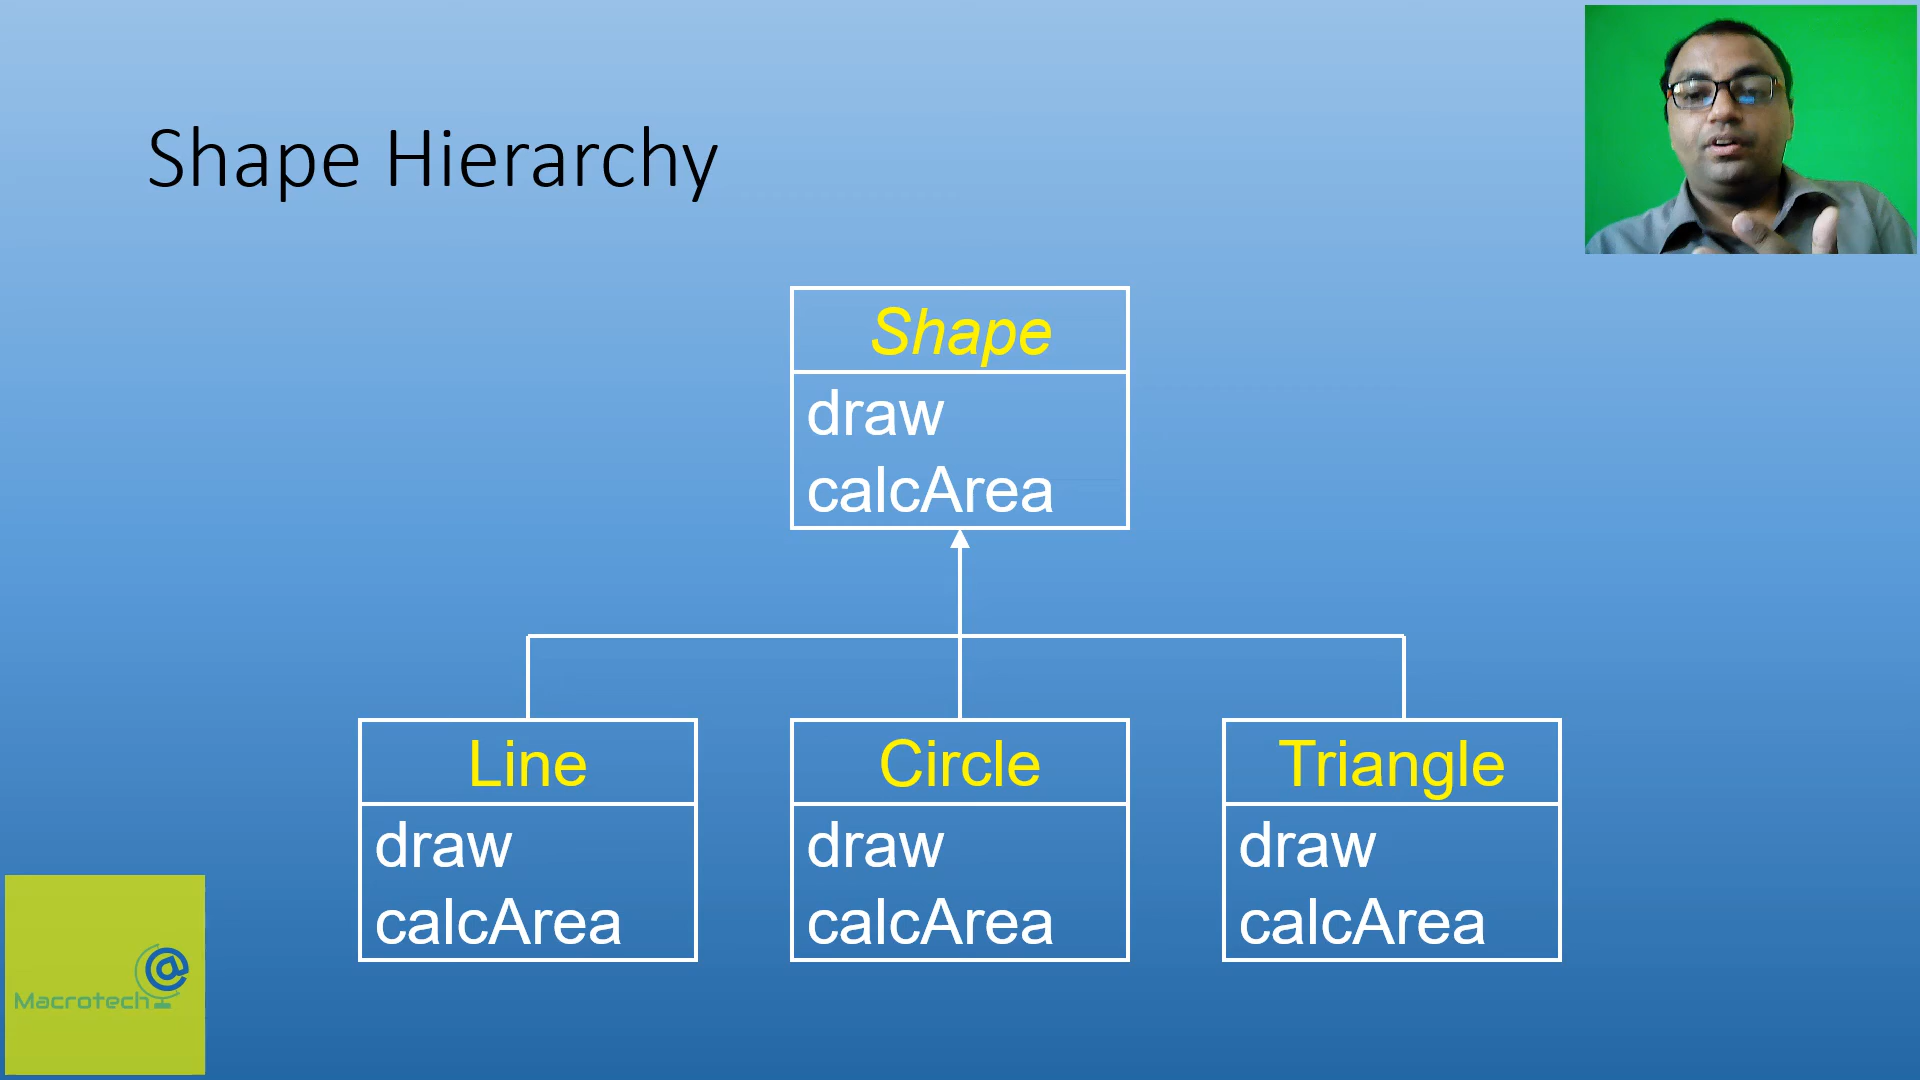 Shape Hierarchy
Shape
draw
calcArea
Line
draw
calcArea
Circle
draw
calcArea
Triangle
draw
calcArea
@
Macrotech